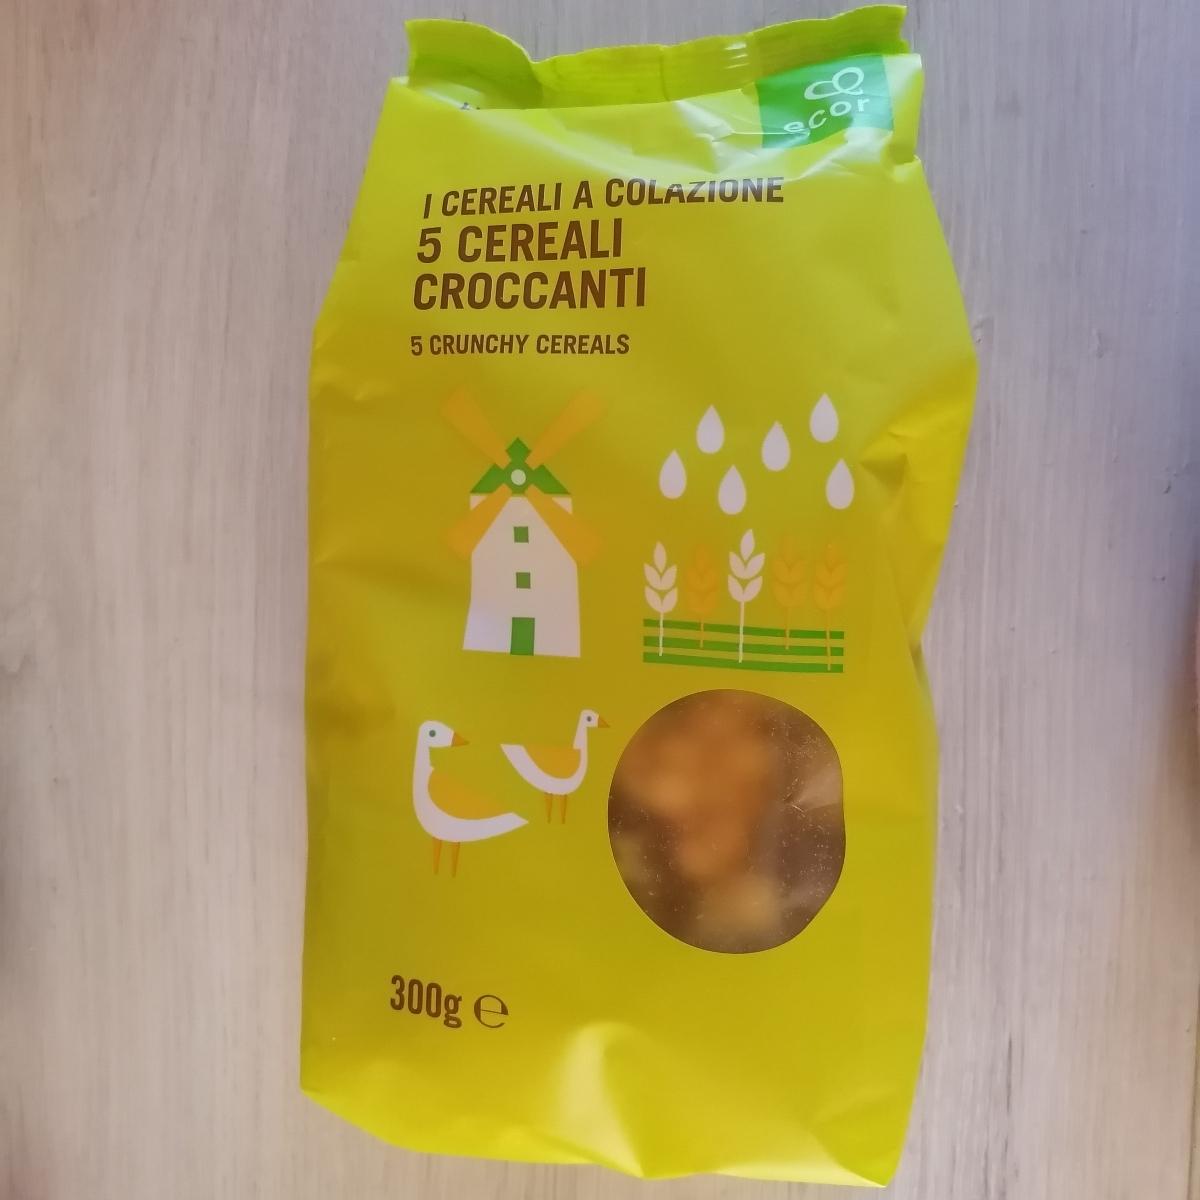 ecor
I CEREALI A COLAZIONE
5 CEREALI
CROCCANTI
5 CRUNCHY CEREALS
300g ℮